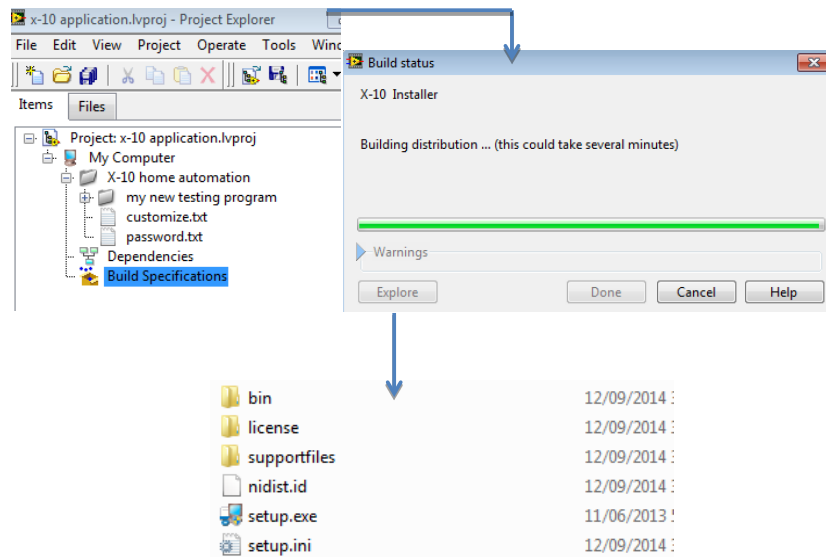 x-10 application.lvproj - Project Explorer
File Edit View Project Operate Tools
Items Files
Project: x-10 application.lvproj
My Computer
X-10 home automation
my new testing program
customize.txt
password.txt
Dependencies
Build Specifications
Build status
X-10 Installer
Building distribution ... (this could take several minutes)
Warnings
Explore Done Cancel Help
bin 12/09/2014
license 12/09/2014
supportfiles 12/09/2014
nidist.id 12/09/2014
setup.exe 11/06/2013
setup.ini 12/09/2014